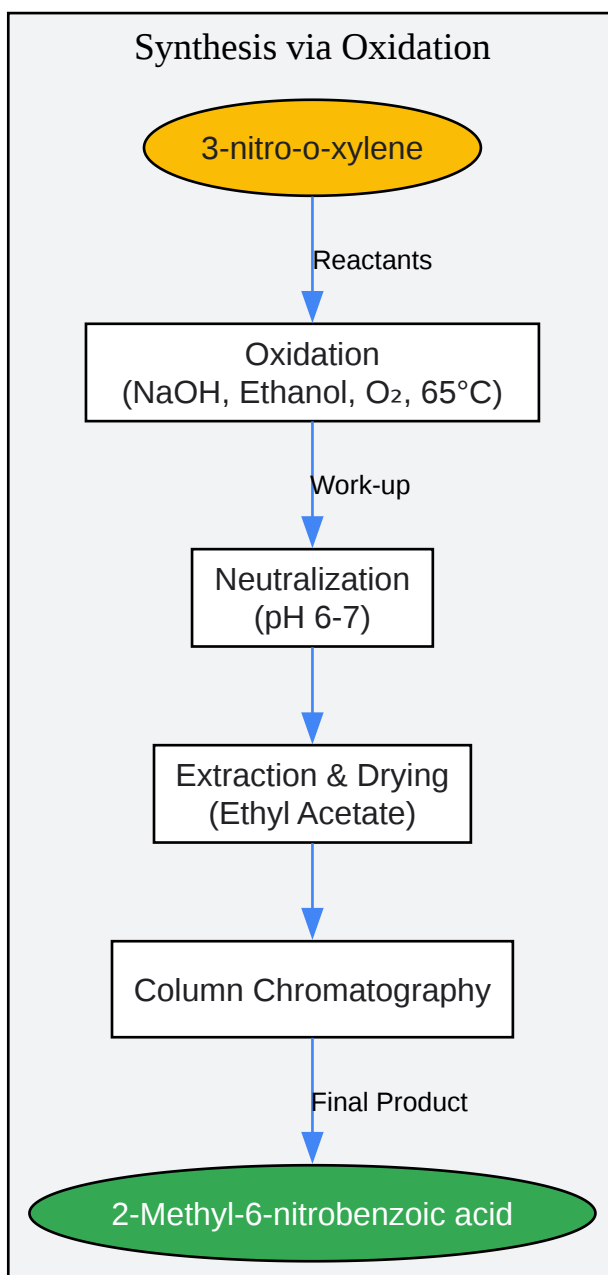 Synthesis via Oxidation
3-nitro-o-xylene
Reactants
Oxidation
(NaOH, Ethanol, O₂, 65°C)
Work-up
Neutralization
(pH 6-7)
Extraction & Drying
(Ethyl Acetate)
Column Chromatography
Final Product
2-Methyl-6-nitrobenzoic acid